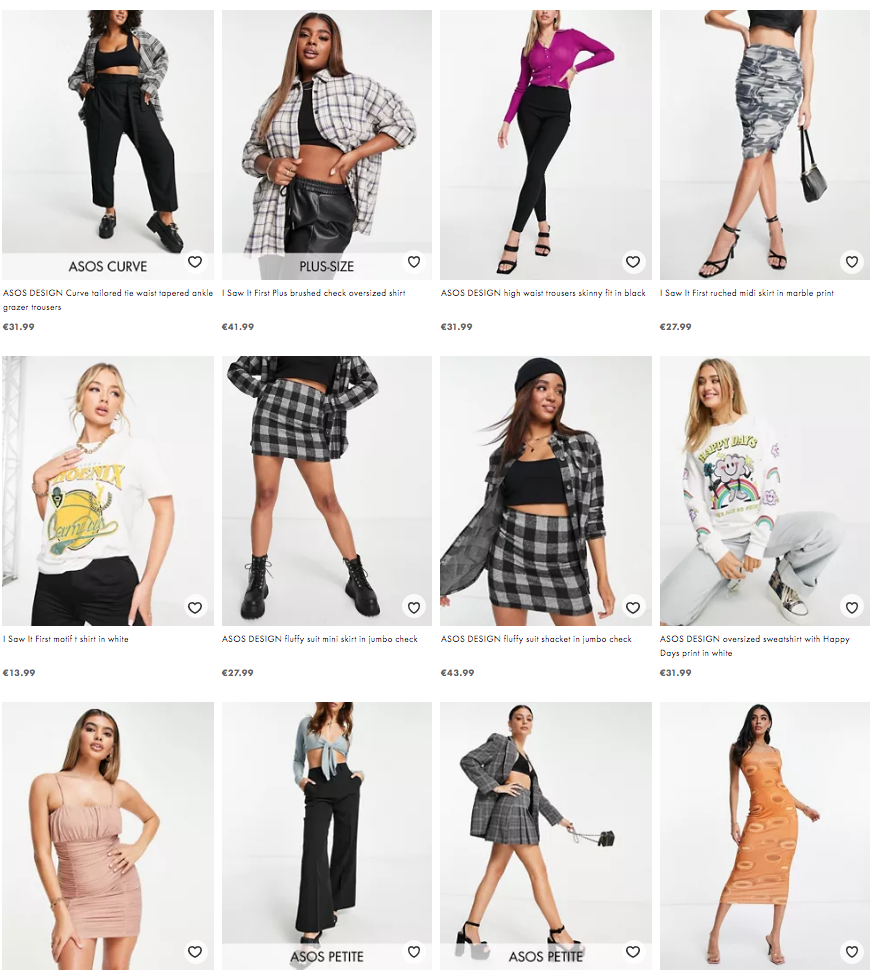 ASOS CURVE
PLUS-SIZE
ASOS DESIGN Curve tailored tie waist tapered ankle
grazer trousers
€31.99
I Saw It First Plus brushed check oversized shirt
€41.99
ASOS DESIGN high waist trousers skinny fit in black
€31.99
I Saw It First ruched midi skirt in marble print
€27.99
PHOENIX
HAPPY DAYS
I Saw It First motif t shirt in white
€13.99
ASOS DESIGN fluffy suit mini skirt in jumbo check
€27.99
ASOS DESIGN fluffy suit shacket in jumbo check
€43.99
ASOS DESIGN oversized sweatshirt with Happy
Days print in white
€31.99
ASOS PETITE
ASOS PETITE